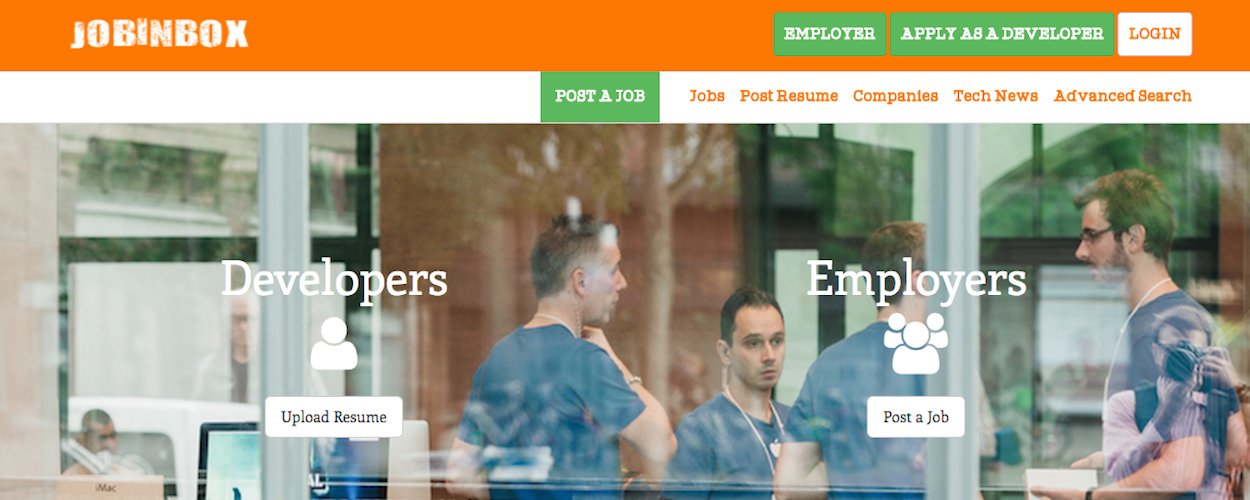 JOBINBOX
EMPLOYER APPLY AS A DEVELOPER LOGIN
POST A JOB Jobs Post Resume Companies Tech News Advanced Search
Developers
Employers
Upload Resume
Post a Job
iMac